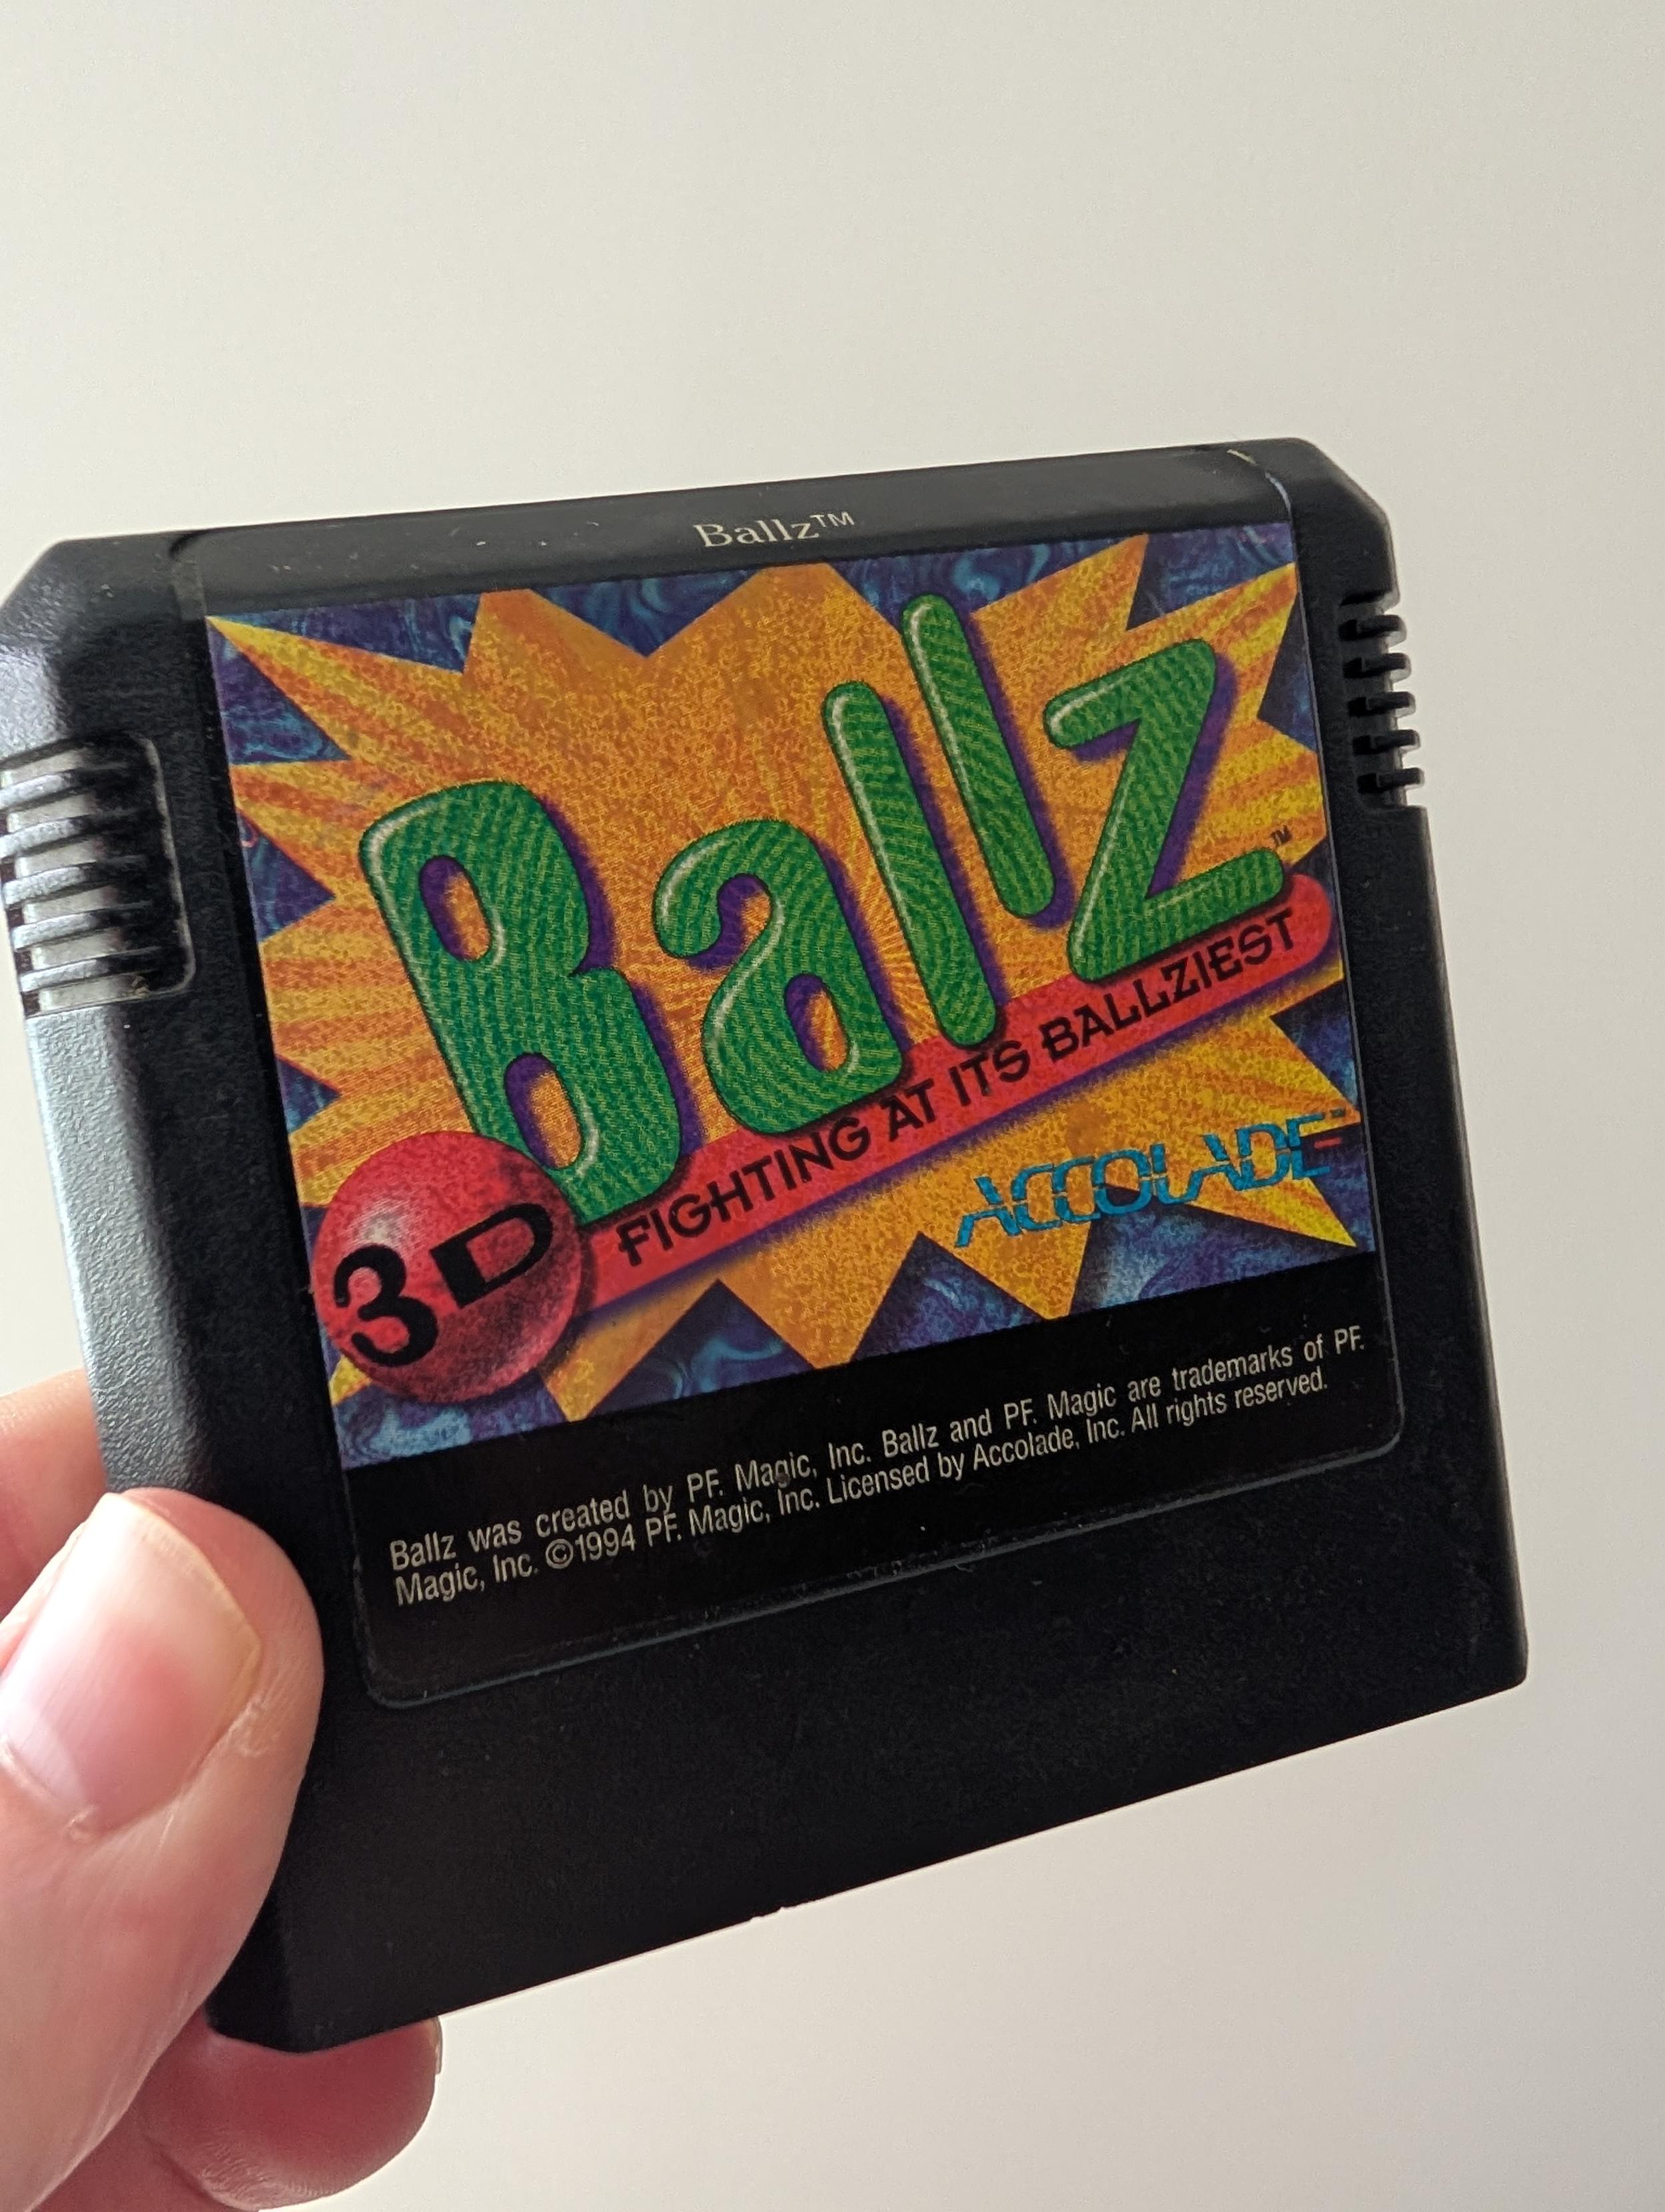 Ballz™
Ballz™
3D FIGHTING AT ITS BALLZIEST
ACCOLADE™
Ballz was created by PF. Magic, Inc. Ballz and PF. Magic are trademarks of PF.
Magic, Inc. ©1994 PF. Magic, Inc. Licensed by Accolade, Inc. All rights reserved.